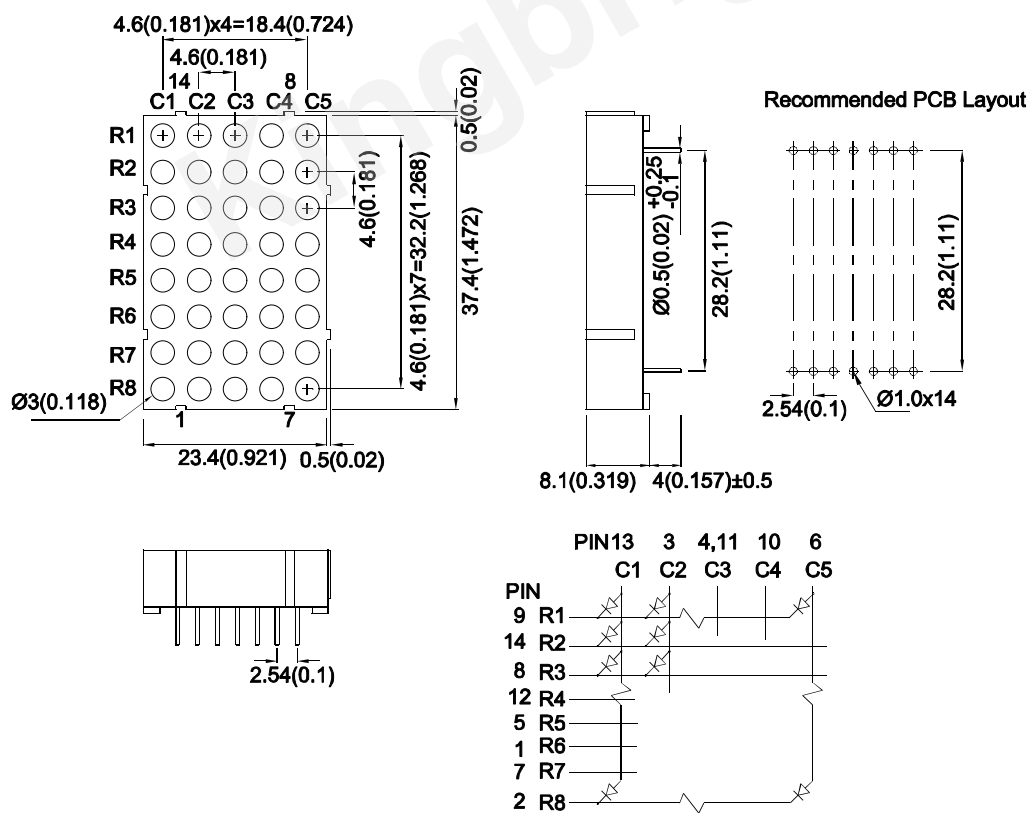 4.6(0.181)x4=18.4(0.724)
4.6(0.181)
14 8
C1 C2 C3 C4 C5
R1
R2
R3
R4
R5
R6
R7
R8
Ø3(0.118)
1 7
23.4(0.921) 0.5(0.02)
4.6(0.181)
4.6(0.181)x7=32.2(1.268)
0.5(0.02)
37.4(1.472)
Ø0.5(0.02) +0.25 -0.1
28.2(1.11)
8.1(0.319) 4(0.157)±0.5
Recommended PCB Layout
28.2(1.11)
2.54(0.1)
Ø1.0x14
2.54(0.1)
PIN13 3 4,11 10 6
C1 C2 C3 C4 C5
PIN
9 R1
14 R2
8 R3
12 R4
5 R5
1 R6
7 R7
2 R8